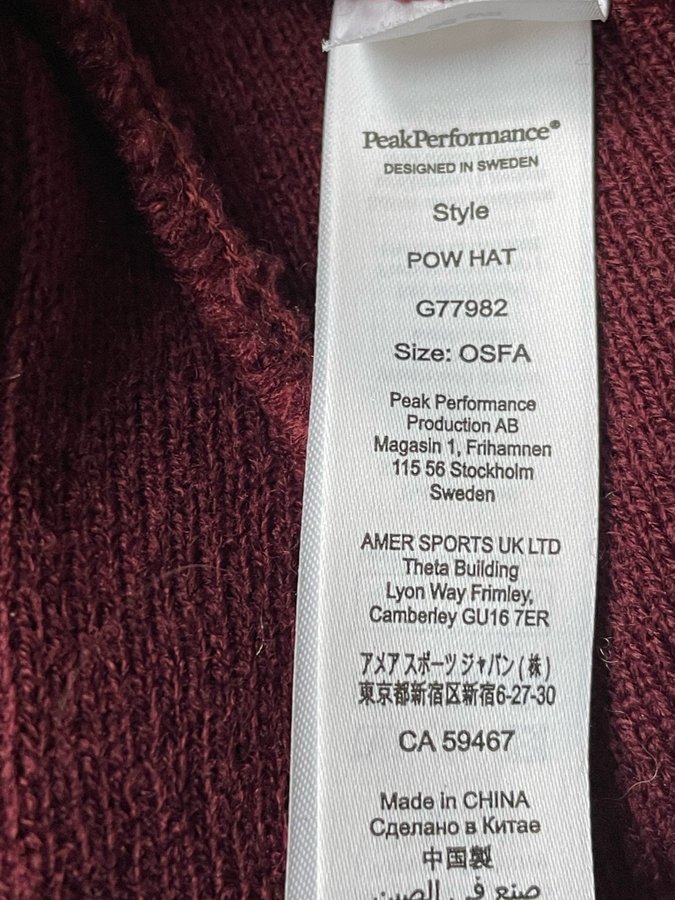 PeakPerformance®
DESIGNED IN SWEDEN
Style
POW HAT
G77982
Size: OSFA
Peak Performance
Production AB
Magasin 1, Frihamnen
115 56 Stockholm
Sweden
AMER SPORTS UK LTD
Theta Building
Lyon Way Frimley,
Camberley GU16 7ER
アメア スポーツ ジャパン (株)
東京都新宿区新宿6-27-30
CA 59467
Made in CHINA
Сделано в Китае
中国製
صنع في الصين